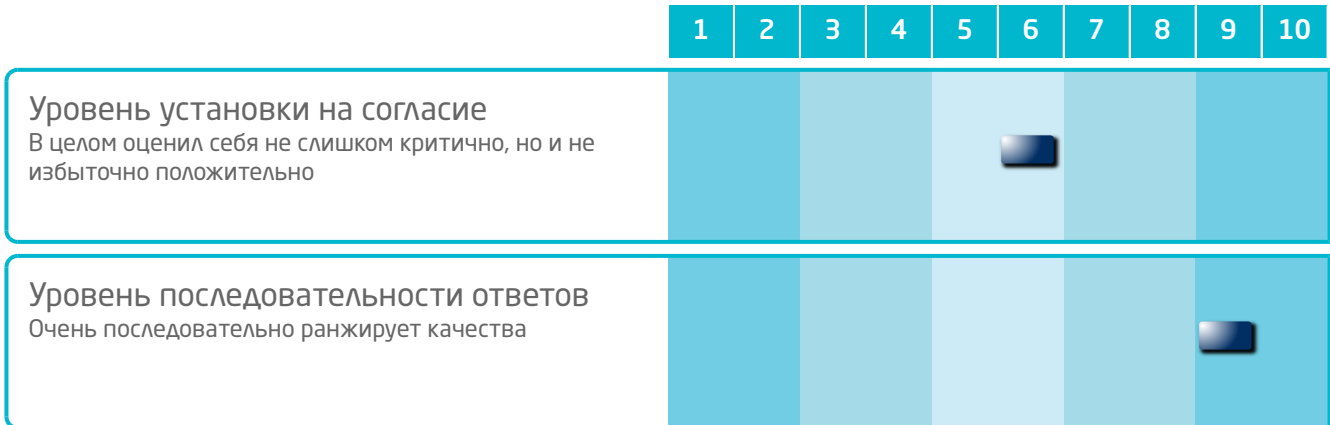 1 2 3 4 5 6 7 8 9 10
Уровень установки на согласие
В целом оценил себя не слишком критично, но и не
избыточно положительно
Уровень последовательности ответов
Очень последовательно ранжирует качества